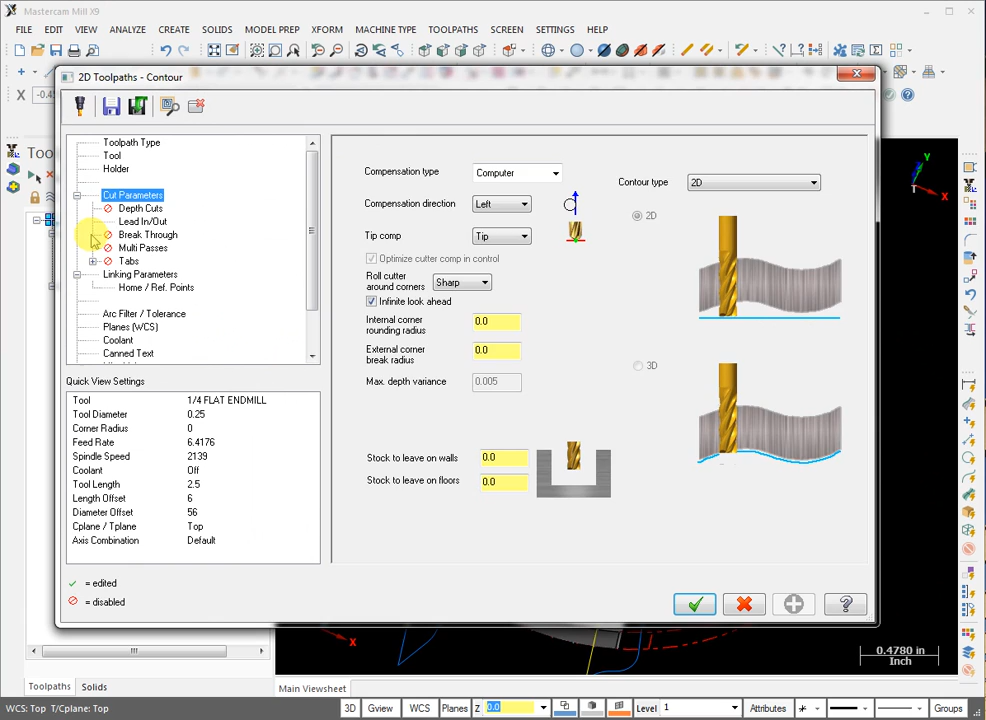 Mastercam Mill X9
FILE EDIT VIEW ANALYZE CREATE SOLIDS MODEL PREP XFORM MACHINE TYPE TOOLPATHS SCREEN SETTINGS HELP
2D Toolpaths - Contour
Toolpath Type
Tool
Holder
Cut Parameters
Depth Cuts
Lead In/Out
Break Through
Multi Passes
Tabs
Linking Parameters
Home / Ref. Points
Arc Filter / Tolerance
Planes (WCS)
Coolant
Canned Text
Quick View Settings
Tool 1/4 FLAT ENDMILL
Tool Diameter 0.25
Corner Radius 0
Feed Rate 6.4176
Spindle Speed 2139
Coolant Off
Tool Length 2.5
Length Offset 6
Diameter Offset 56
Cplane / Tplane Top
Axis Combination Default
= edited
= disabled
Compensation type Computer
Compensation direction Left
Tip comp Tip
Optimize cutter comp in control
Roll cutter
around corners Sharp
Infinite look ahead
Internal corner
rounding radius 0.0
External corner
break radius 0.0
Max. depth variance 0.005
Stock to leave on walls 0.0
Stock to leave on floors 0.0
Contour type 2D
2D
3D
Y
T
X
X
0.4780 in
Inch
Toolpaths Solids
Main Viewsheet
WCS: Top T/Cplane: Top 3D Gview WCS Planes Z 0.0 Level 1 Attributes Groups